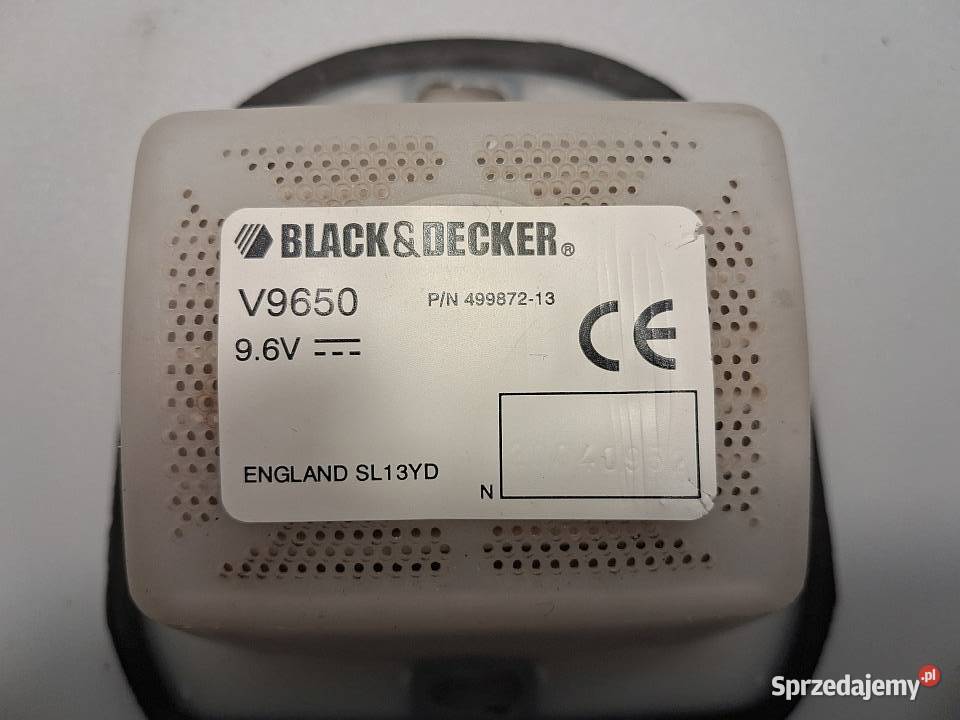 BLACK&DECKER®
V9650 P/N 499872-13
9.6V
CE
ENGLAND SL13YD
N
Sprzedajemy.pl